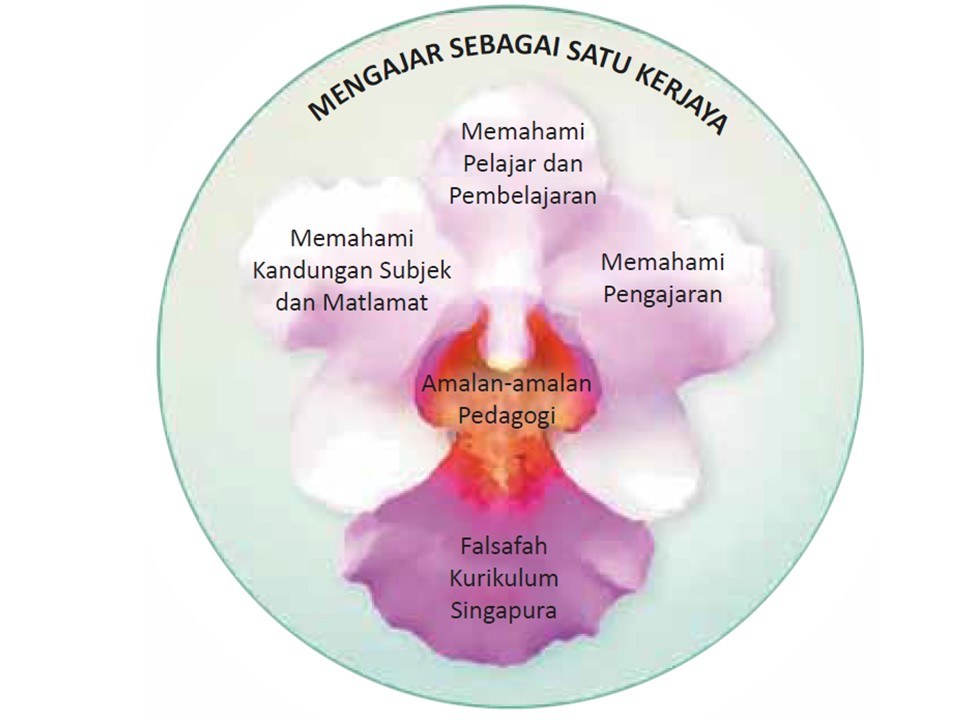 MENGAJAR SEBAGAI SATU KERJAYA
Memahami
Pelajar dan
Pembelajaran
Memahami
Kandungan Subjek
dan Matlamat
Memahami
Pengajaran
Amalan-amalan
Pedagogi
Falsafah
Kurikulum
Singapura